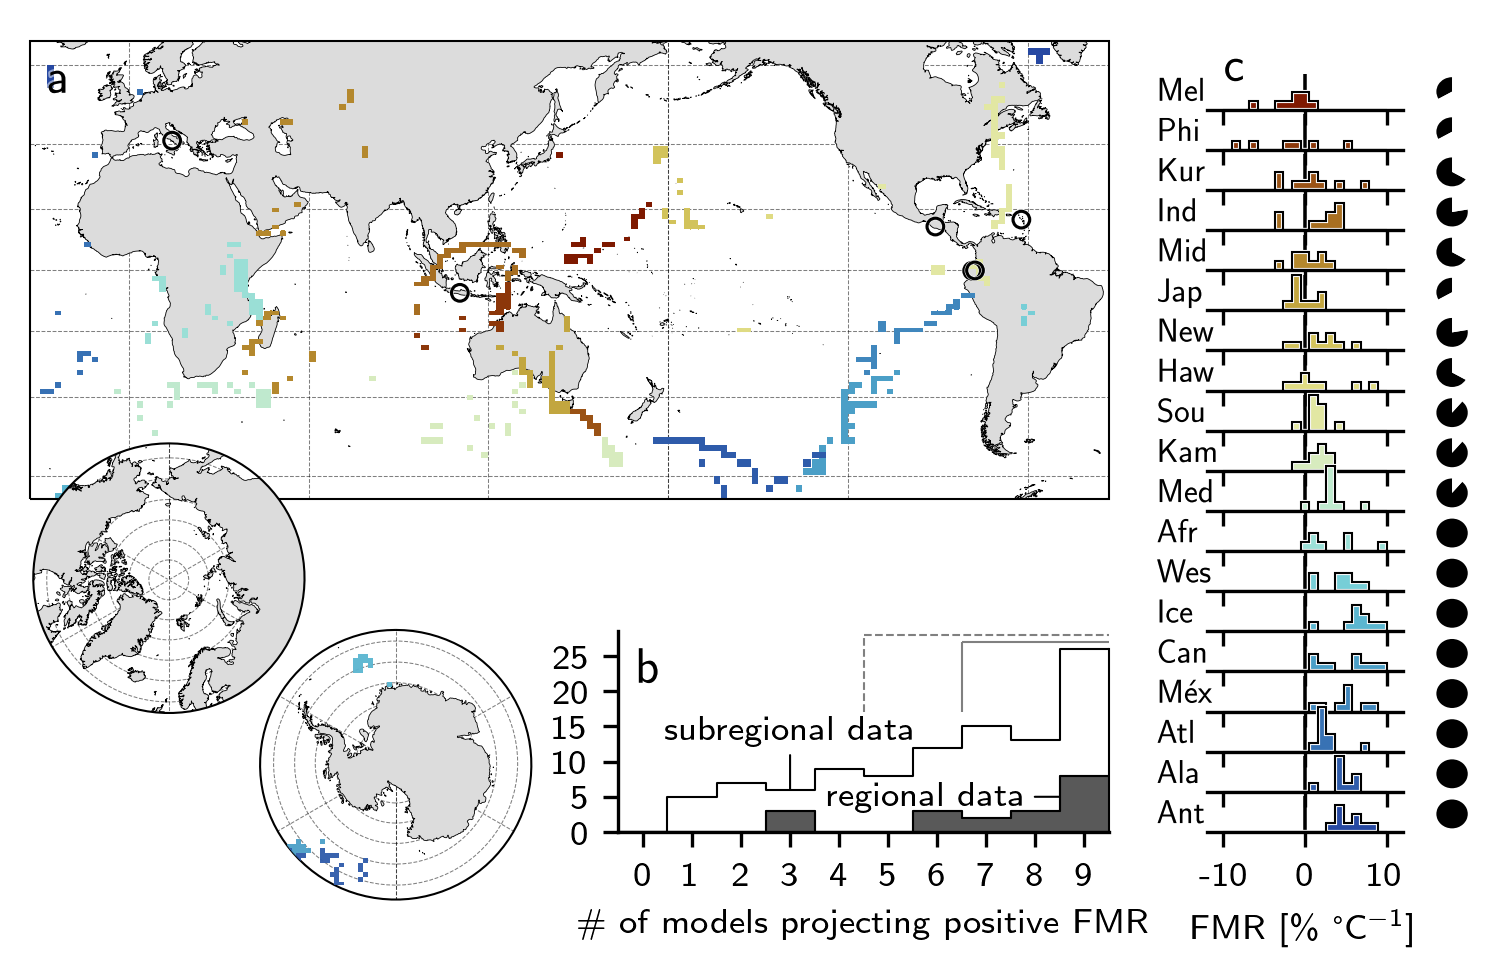 a
c
Mel
Phi
Kur
Ind
Mid
Jap
New
Haw
Sou
Kam
Med
Afr
Wes
Ice
Can
Méx
Atl
Ala
Ant
-10 0 10
FMR [% °C⁻¹]
b
25
20
15
10
5
0
subregional data
regional data
0 1 2 3 4 5 6 7 8 9
# of models projecting positive FMR